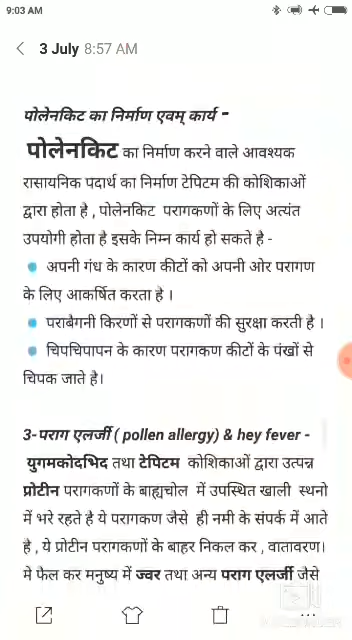 9:03 AM
3 July 8:57 AM
पोलेनकिट का निर्माण एवम् कार्य -
पोलेनकिट का निर्माण करने वाले आवश्यक
रासायनिक पदार्थ का निर्माण टेपिटम की कोशिकाओं
द्वारा होता है , पोलेनकिट परागकणों के लिए अत्यंत
उपयोगी होता है इसके निम्न कार्य हो सकते है -
अपनी गंध के कारण कीटों को अपनी ओर परागण
के लिए आकर्षित करता है ।
पराबैगनी किरणों से परागकणों की सुरक्षा करती है ।
चिपचिपापन के कारण परागकण कीटों के पंखों से
चिपक जाते है।
3-पराग एलर्जी ( pollen allergy) & hey fever -
युगमकोदभिद तथा टेपिटम कोशिकाओं द्वारा उत्पन्न
प्रोटीन परागकणों के बाह्यचोल में उपस्थित खाली स्थनो
में भरे रहते है ये परागकण जैसे ही नमी के संपर्क में आते
है , ये प्रोटीन परागकणों के बाहर निकल कर , वातावरण।
मे फैल कर मनुष्य में ज्वर तथा अन्य पराग एलर्जी जैसे